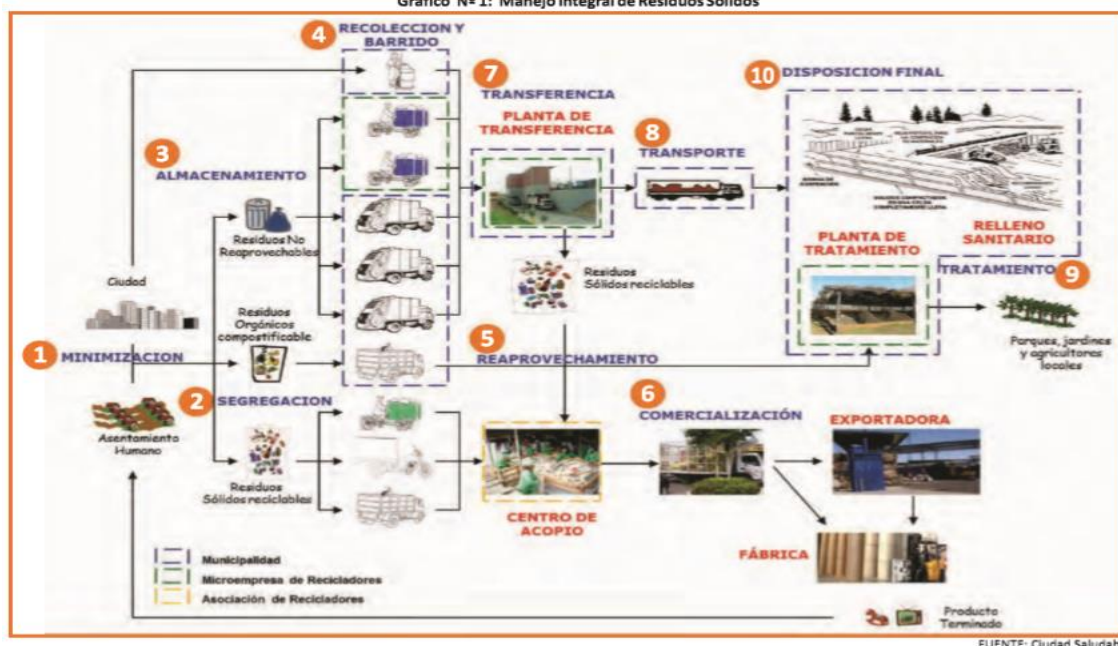 Gráfico Nº 1: Manejo Integral de Residuos Sólidos
4
RECOLECCION Y
BARRIDO
7
TRANSFERENCIA
PLANTA DE
TRANSFERENCIA
10
DISPOSICION FINAL
8
TRANSPORTE
3
ALMACENAMIENTO
Residuos No
Reaprovechables
RELLENO
SANITARIO
PLANTA DE
TRATAMIENTO
TRATAMIENTO
9
Ciudad
Residuos
Sólidos reciclables
Residuos
Orgánicos
compostificable
Parques, jardines
y agricultores
locales
1
MINIMIZACION
5
REAPROVECHAMIENTO
2
SEGREGACION
6
COMERCIALIZACIÓN
EXPORTADORA
Asentamiento
Humano
Residuos
Sólidos reciclables
CENTRO DE
ACOPIO
FÁBRICA
Municipalidad
Microempresa de Recicladores
Asociación de Recicladores
Producto
Terminado
FUENTE: Ciudad Saludab